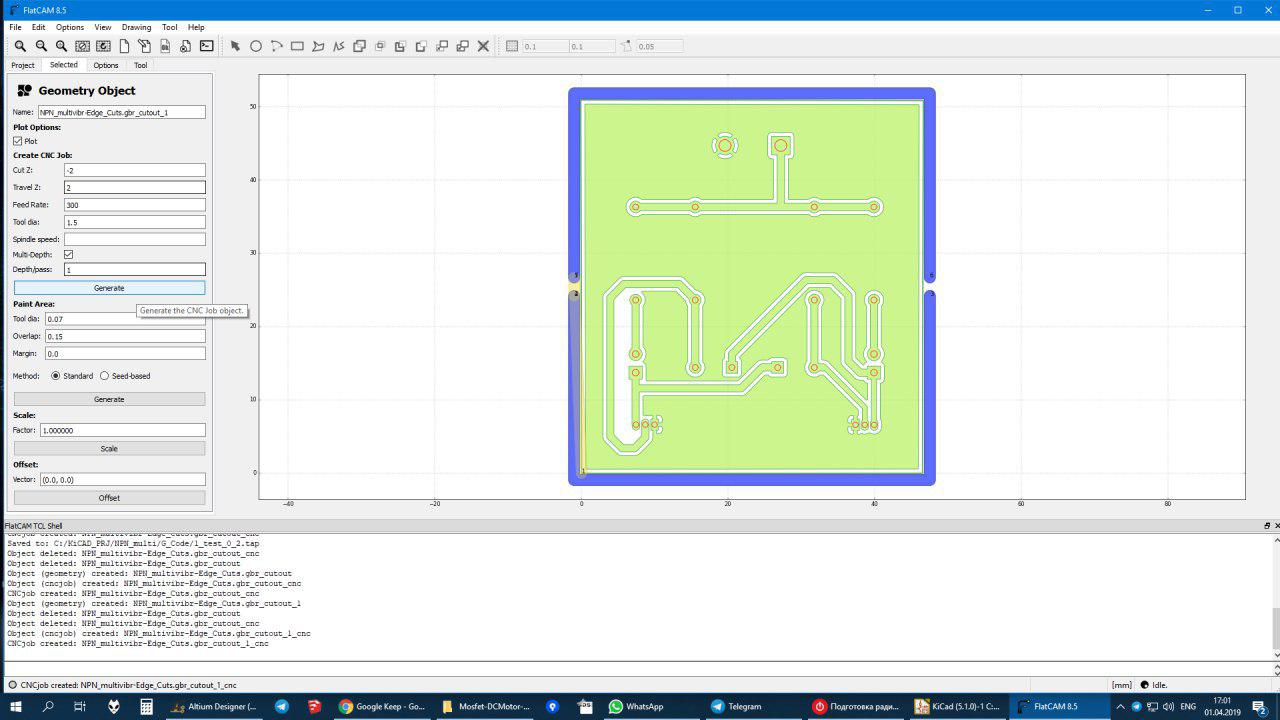 FlatCAM 8.5
File Edit Options View Drawing Tool Help
0.1 0.1 0.05
Project Selected Options Tool
Geometry Object
Name: NPN_multivibr-Edge_Cuts.gbr_cutout_1
Plot Options:
Plot
Create CNC Job:
Cut Z: -2
Travel Z: 2
Feed Rate: 300
Tool dia: 1.5
Spindle speed:
Multi-Depth:
Depth/pass: 1
Generate
Generate the CNC Job object.
Paint Area:
Tool dia: 0.07
Overlap: 0.15
Margin: 0.0
Method: Standard Seed-based
Generate
Scale:
Factor: 1.000000
Scale
Offset:
Vector: (0.0, 0.0)
Offset
50
40
30
20
10
0
−40 −20 0 20 40 60 80
FlatCAM TCL Shell
CNCjob created: NPN_multivibr-Edge_Cuts.gbr_cutout_cnc
Saved to: C:/KiCAD_PRJ/NPN_multi/G_Code/1_test_0_2.tap
Object deleted: NPN_multivibr-Edge_Cuts.gbr_cutout_cnc
Object deleted: NPN_multivibr-Edge_Cuts.gbr_cutout
Object (geometry) created: NPN_multivibr-Edge_Cuts.gbr_cutout
Object (cncjob) created: NPN_multivibr-Edge_Cuts.gbr_cutout_cnc
CNCjob created: NPN_multivibr-Edge_Cuts.gbr_cutout_cnc
Object (geometry) created: NPN_multivibr-Edge_Cuts.gbr_cutout_1
Object deleted: NPN_multivibr-Edge_Cuts.gbr_cutout
Object deleted: NPN_multivibr-Edge_Cuts.gbr_cutout_cnc
Object (cncjob) created: NPN_multivibr-Edge_Cuts.gbr_cutout_1_cnc
CNCjob created: NPN_multivibr-Edge_Cuts.gbr_cutout_1_cnc
CNCjob created: NPN_multivibr-Edge_Cuts.gbr_cutout_1_cnc [mm] Idle.
Altium Designer (... Google Keep - Go... Mosfet-DCMotor-... WhatsApp Telegram Подготовка ради... KiCad (5.1.0)-1 C:... FlatCAM 8.5 ENG 17:01
01.04.2019